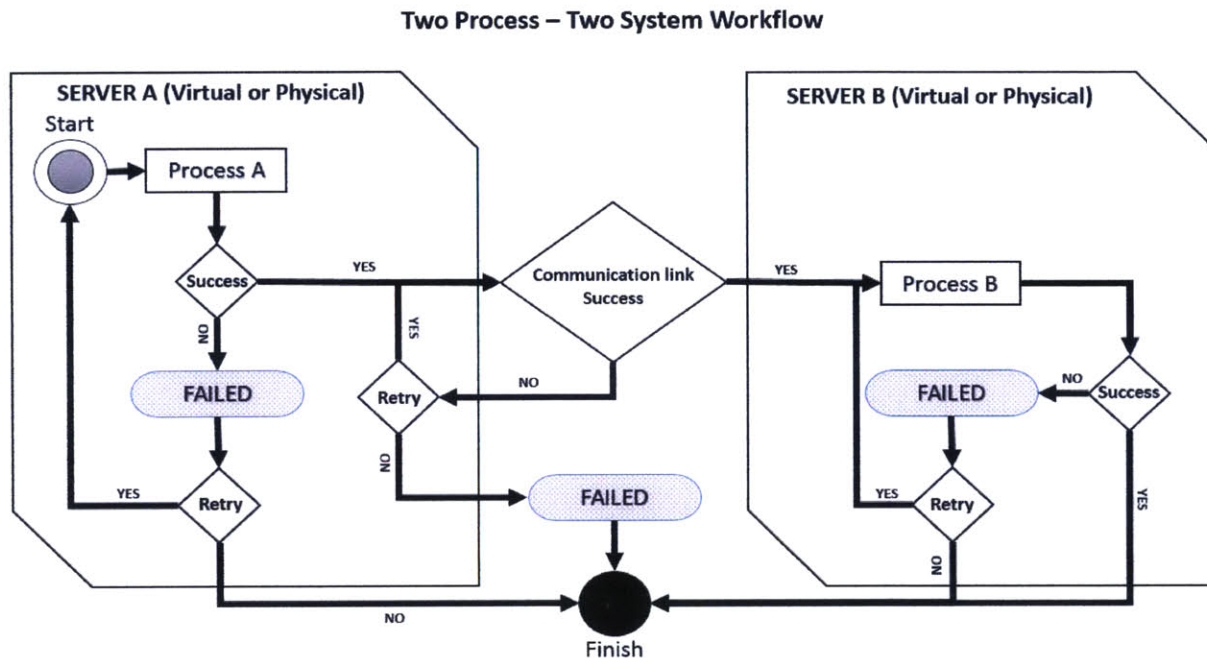 Two Process – Two System Workflow
SERVER A (Virtual or Physical)
Start
Process A
Success
YES
NO
FAILED
Retry
YES
NO
Communication link
Success
YES
NO
Retry
YES
NO
FAILED
Finish
SERVER B (Virtual or Physical)
Process B
Success
NO
YES
FAILED
Retry
YES
NO